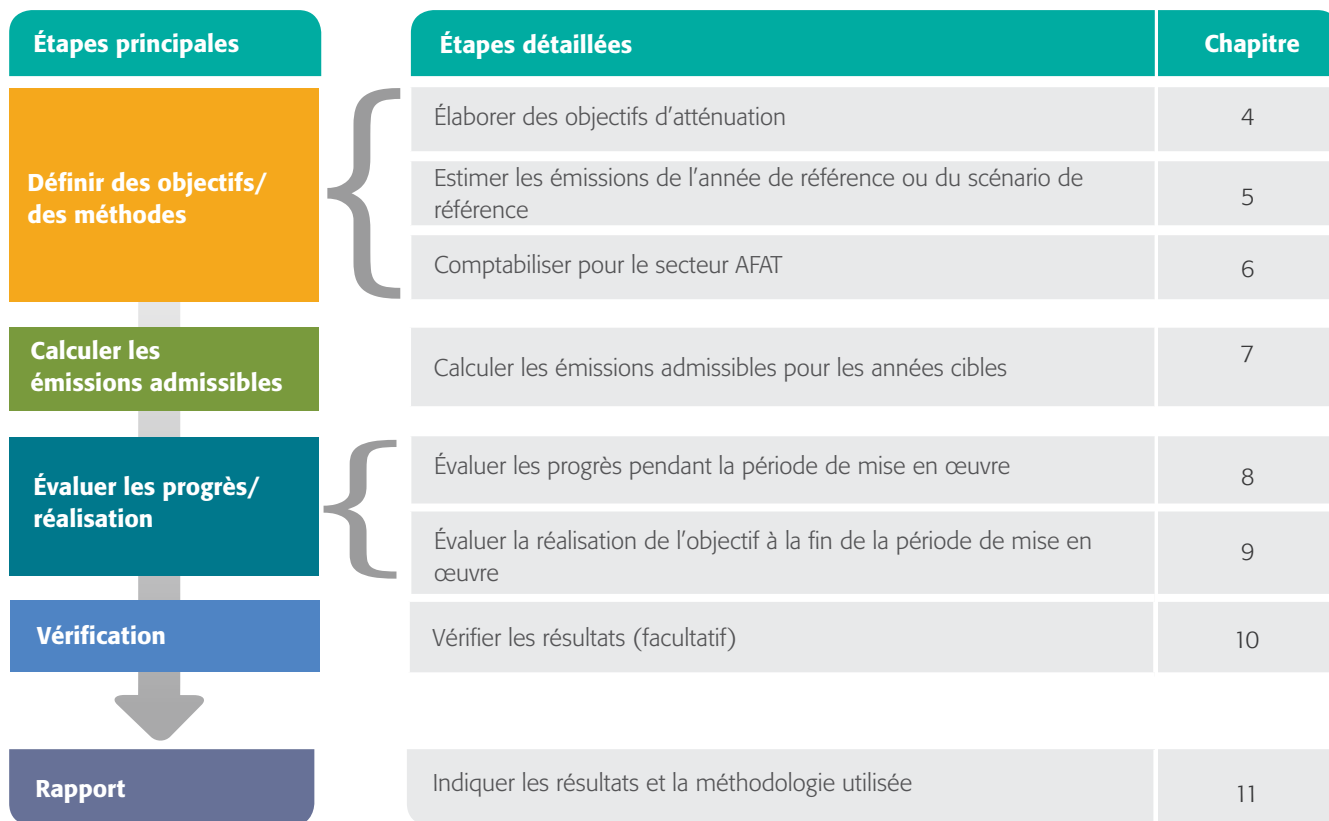 Étapes principales
Étapes détaillées
Chapitre
Définir des objectifs/
des méthodes
Élaborer des objectifs d'atténuation
4
Estimer les émissions de l'année de référence ou du scénario de
référence
5
Comptabiliser pour le secteur AFAT
6
Calculer les
émissions admissibles
Calculer les émissions admissibles pour les années cibles
7
Évaluer les progrès/
réalisation
Évaluer les progrès pendant la période de mise en œuvre
8
Évaluer la réalisation de l'objectif à la fin de la période de mise en
œuvre
9
Vérification
Vérifier les résultats (facultatif)
10
Rapport
Indiquer les résultats et la méthodologie utilisée
11